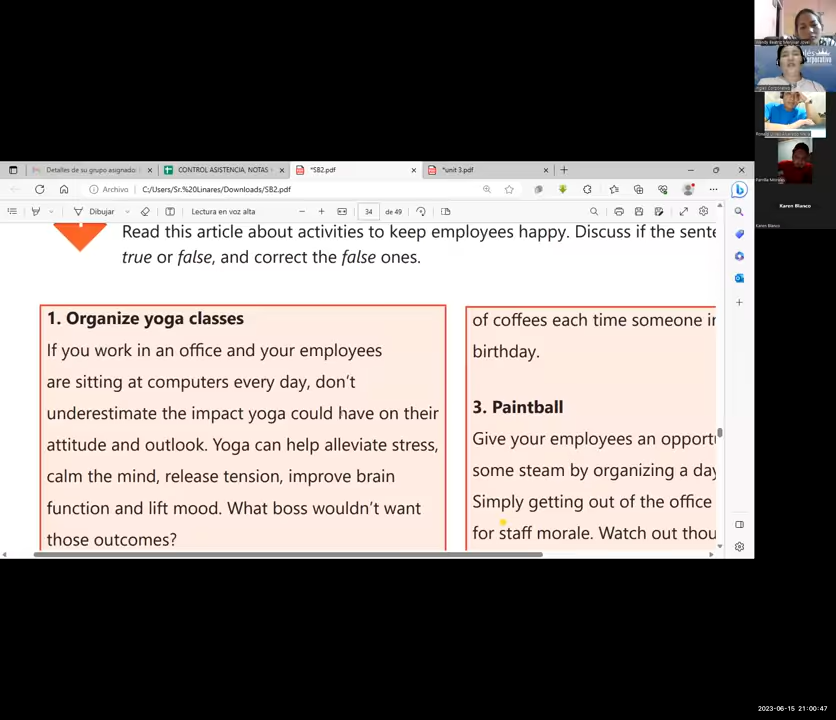 Detalles de su grupo asignado
CONTROL ASISTENCIA, NOTAS
*SB2.pdf
*unit 3.pdf
Archivo
C:/Users/Sr.%20Linares/Downloads/SB2.pdf
Dibujar
Lectura en voz alta
34
de 49
Read this article about activities to keep employees happy. Discuss if the sente
true or false, and correct the false ones.
1. Organize yoga classes
If you work in an office and your employees
are sitting at computers every day, don't
underestimate the impact yoga could have on their
attitude and outlook. Yoga can help alleviate stress,
calm the mind, release tension, improve brain
function and lift mood. What boss wouldn't want
those outcomes?
of coffees each time someone in
birthday.
3. Paintball
Give your employees an opportu
some steam by organizing a day
Simply getting out of the office
for staff morale. Watch out thou
Karen Blanco
Karen Blanco
2023-06-15 21:00:47